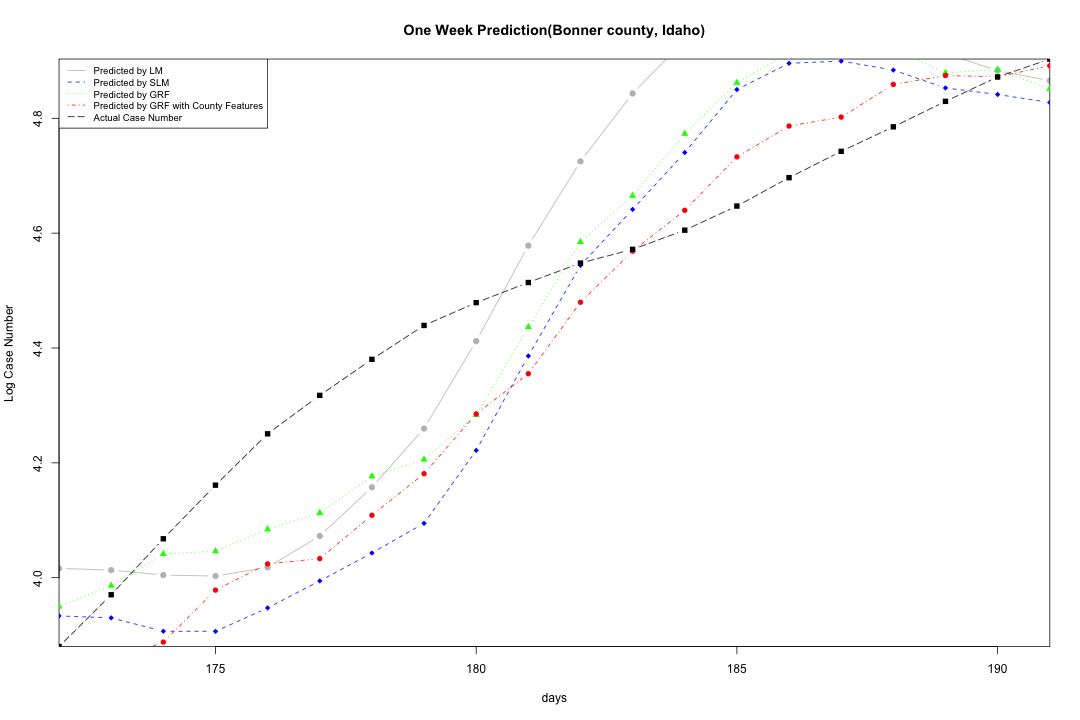 One Week Prediction(Bonner county, Idaho)
Predicted by LM
Predicted by SLM
Predicted by GRF
Predicted by GRF with County Features
Actual Case Number
Log Case Number
4.8
4.6
4.4
4.2
4.0
175 180 185 190
days